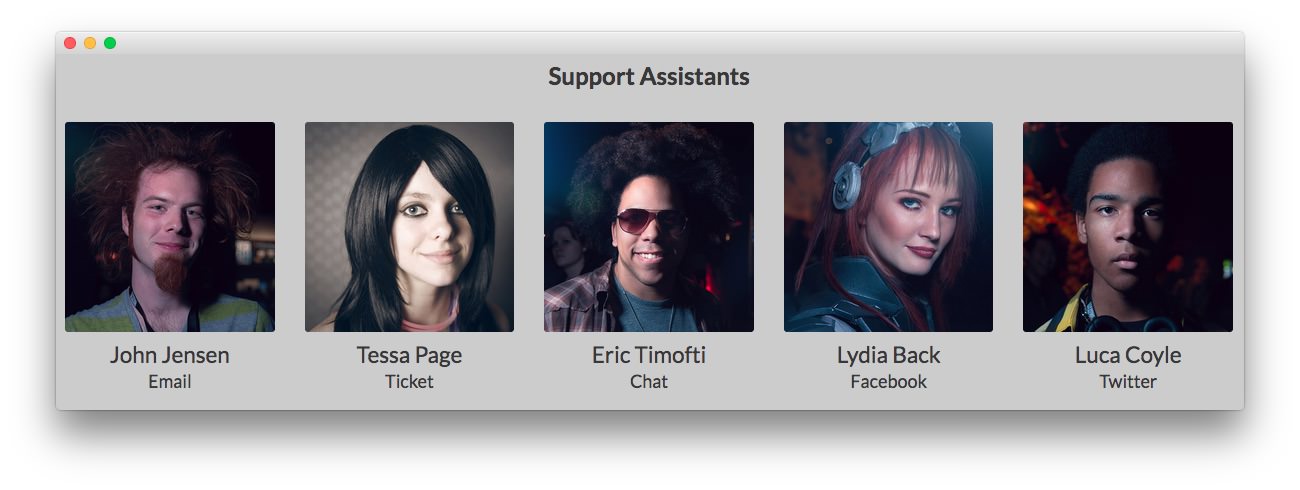 Support Assistants
John Jensen
Email
Tessa Page
Ticket
Eric Timofti
Chat
Lydia Back
Facebook
Luca Coyle
Twitter